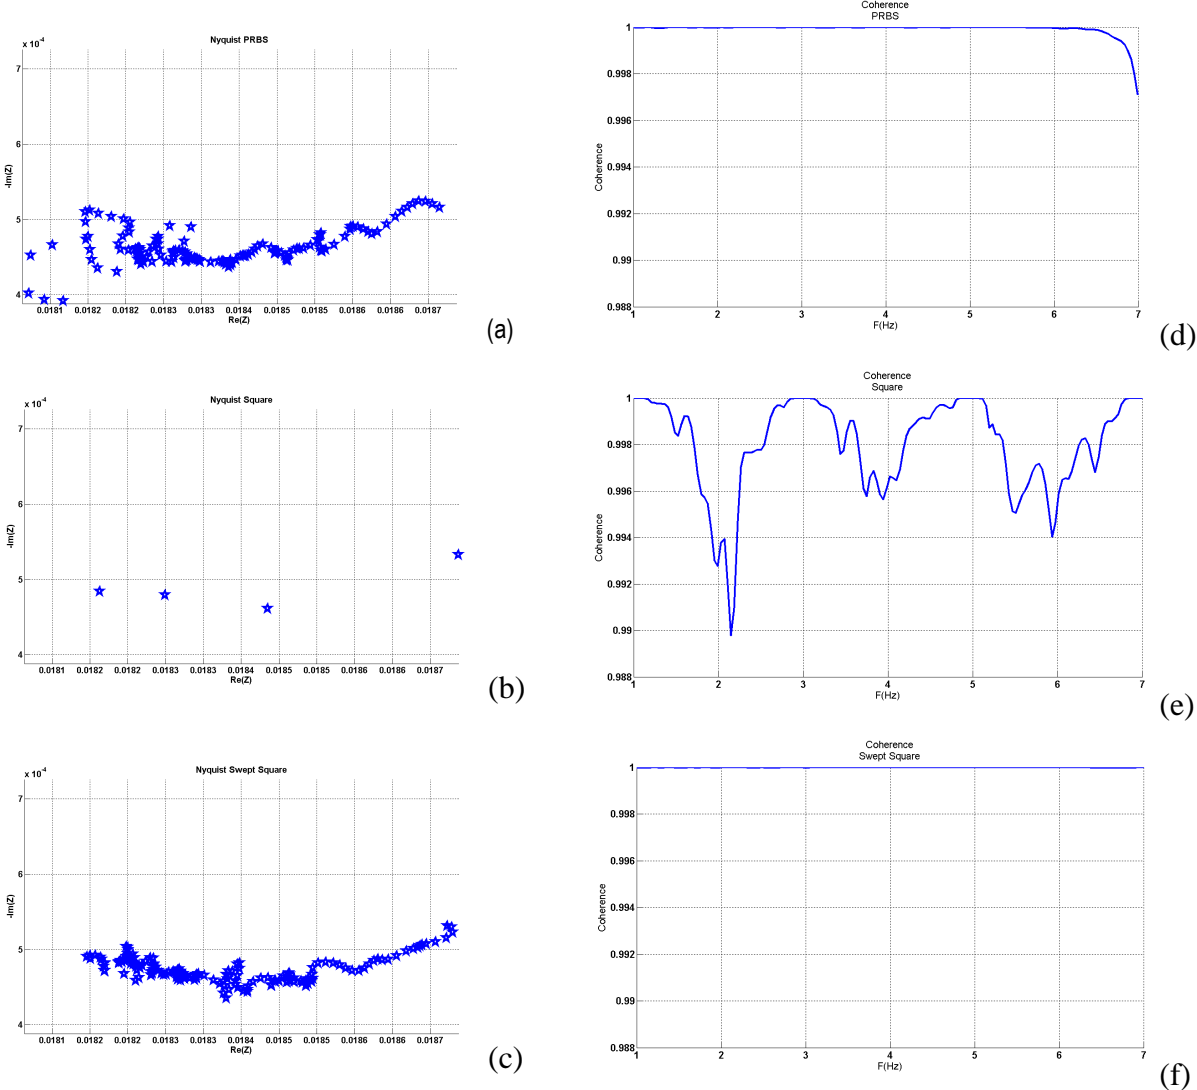 Nyquist PRBS
x 10⁻⁴
7
6
5
4
-Im(Z)
0.0181 0.0182 0.0182 0.0183 0.0183 0.0184 0.0185 0.0185 0.0186 0.0186 0.0187
Re(Z)
(a)
Coherence
PRBS
1
0.998
0.996
0.994
0.992
0.99
0.988
Coherence
1 2 3 4 5 6 7
F(Hz)
(d)
Nyquist Square
x 10⁻⁴
7
6
5
4
-Im(Z)
0.0181 0.0182 0.0182 0.0183 0.0183 0.0184 0.0185 0.0185 0.0186 0.0186 0.0187
Re(Z)
(b)
Coherence
Square
1
0.998
0.996
0.994
0.992
0.99
0.988
Coherence
1 2 3 4 5 6 7
F(Hz)
(e)
Nyquist Swept Square
x 10⁻⁴
7
6
5
4
-Im(Z)
0.0181 0.0182 0.0182 0.0183 0.0183 0.0184 0.0185 0.0185 0.0186 0.0186 0.0187
Re(Z)
(c)
Coherence
Swept Square
1
0.998
0.996
0.994
0.992
0.99
0.988
Coherence
1 2 3 4 5 6 7
F(Hz)
(f)